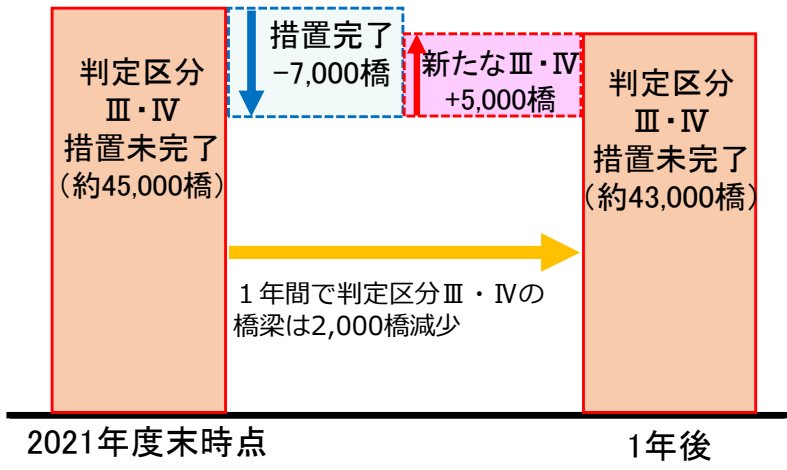 判定区分
Ⅲ・Ⅳ
措置未完了
（約45,000橋）
措置完了
−7,000橋
新たなⅢ・Ⅳ
+5,000橋
判定区分
Ⅲ・Ⅳ
措置未完了
（約43,000橋）
１年間で判定区分Ⅲ・Ⅳの
橋梁は2,000橋減少
2021年度末時点
1年後